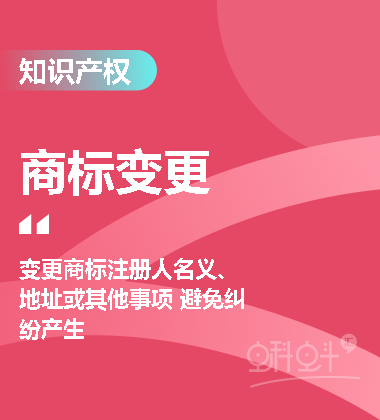 知识产权
商标变更
变更商标注册人名义、
地址或其他事项 避免纠
纷产生